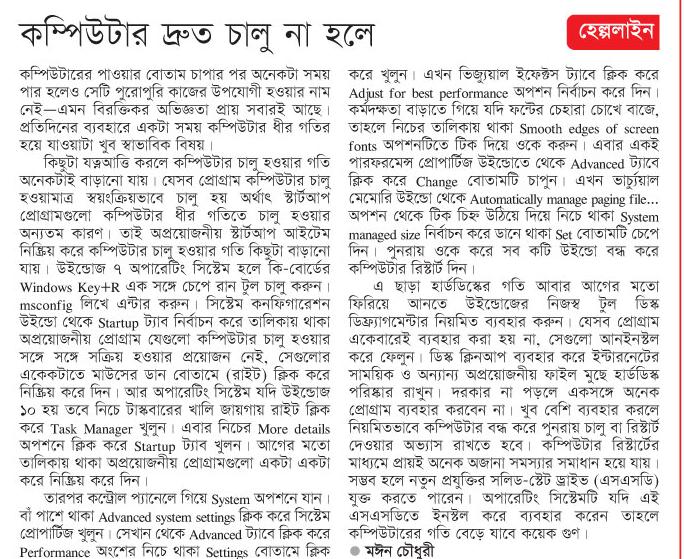 কম্পিউটার দ্রুত চালু না হলে
হেল্পলাইন
কম্পিউটারের পাওয়ার বোতাম চাপার পর অনেকটা সময়
পার হলেও সেটি পুরোপুরি কাজের উপযোগী হওয়ার নাম
নেই—এমন বিরক্তিকর অভিজ্ঞতা প্রায় সবারই আছে।
প্রতিদিনের ব্যবহারে একটা সময় কম্পিউটার ধীর গতির
হয়ে যাওয়াটা খুব স্বাভাবিক বিষয়।
কিছুটা যত্নআত্তি করলে কম্পিউটার চালু হওয়ার গতি
অনেকটাই বাড়ানো যায়। যেসব প্রোগ্রাম কম্পিউটার চালু
হওয়ামাত্র স্বয়ংক্রিয়ভাবে চালু হয় অর্থাৎ স্টার্টআপ
প্রোগ্রামগুলো কম্পিউটার ধীর গতিতে চালু হওয়ার
অন্যতম কারণ। তাই অপ্রয়োজনীয় স্টার্টআপ আইটেম
নিষ্ক্রিয় করে কম্পিউটার চালু হওয়ার গতি কিছুটা বাড়ানো
যায়। উইন্ডোজ ৭ অপারেটিং সিস্টেম হলে কি-বোর্ডের
Windows Key+R এক সঙ্গে চেপে রান টুল চালু করুন।
msconfig লিখে এন্টার করুন। সিস্টেম কনফিগারেশন
উইন্ডো থেকে Startup ট্যাব নির্বাচন করে তালিকায় থাকা
অপ্রয়োজনীয় প্রোগ্রাম যেগুলো কম্পিউটার চালু হওয়ার
সঙ্গে সঙ্গে সক্রিয় হওয়ার প্রয়োজন নেই, সেগুলোর
একেকটাতে মাউসের ডান বোতামে (রাইট) ক্লিক করে
নিষ্ক্রিয় করে দিন। আর অপারেটিং সিস্টেম যদি উইন্ডোজ
১০ হয় তবে নিচে টাস্কবারের খালি জায়গায় রাইট ক্লিক
করে Task Manager খুলুন। এবার নিচের More details
অপশনে ক্লিক করে Startup ট্যাব খুলুন। আগের মতো
তালিকায় থাকা অপ্রয়োজনীয় প্রোগ্রামগুলো একটা একটা
করে নিষ্ক্রিয় করে দিন।
তারপর কন্ট্রোল প্যানেলে গিয়ে System অপশনে যান।
বাঁ পাশে থাকা Advanced system settings ক্লিক করে সিস্টেম
প্রোপার্টিজ খুলুন। সেখান থেকে Advanced ট্যাবে ক্লিক করে
Performance অংশের নিচে থাকা Settings বোতামে ক্লিক
করে খুলুন। এখন ভিজ্যুয়াল ইফেক্টস ট্যাবে ক্লিক করে
Adjust for best performance অপশন নির্বাচন করে দিন।
কর্মদক্ষতা বাড়াতে গিয়ে যদি ফন্টের চেহারা চোখে বাজে,
তাহলে নিচের তালিকায় থাকা Smooth edges of screen
fonts অপশনটিতে টিক দিয়ে ওকে করুন। এবার একই
পারফরমেন্স প্রোপার্টিজ উইন্ডোতে থেকে Advanced ট্যাবে
ক্লিক করে Change বোতামটি চাপুন। এখন ভার্চ্যুয়াল
মেমোরি উইন্ডো থেকে Automatically manage paging file...
অপশন থেকে টিক চিহ্ন উঠিয়ে দিয়ে নিচে থাকা System
managed size নির্বাচন করে ডানে থাকা Set বোতামটি চেপে
দিন। পুনরায় ওকে করে সব কটি উইন্ডো বন্ধ করে
কম্পিউটার রিস্টার্ট দিন।
এ ছাড়া হার্ডডিস্কের গতি আবার আগের মতো
ফিরিয়ে আনতে উইন্ডোজের নিজস্ব টুল ডিস্ক
ডিফ্র্যাগমেন্টার নিয়মিত ব্যবহার করুন। যেসব প্রোগ্রাম
একেবারেই ব্যবহার করা হয় না, সেগুলো আনইনস্টল
করে ফেলুন। ডিস্ক ক্লিনআপ ব্যবহার করে ইন্টারনেটের
সাময়িক ও অন্যান্য অপ্রয়োজনীয় ফাইল মুছে হার্ডডিস্ক
পরিষ্কার রাখুন। দরকার না পড়লে একসঙ্গে অনেক
প্রোগ্রাম ব্যবহার করবেন না। খুব বেশি ব্যবহার করলে
নিয়মিতভাবে কম্পিউটার বন্ধ করে পুনরায় চালু বা রিস্টার্ট
দেওয়ার অভ্যাস রাখতে হবে। কম্পিউটার রিস্টার্টের
মাধ্যমে প্রায়ই অনেক অজানা সমস্যার সমাধান হয়ে যায়।
সম্ভব হলে নতুন প্রযুক্তির সলিড-স্টেট ড্রাইভ (এসএসডি)
যুক্ত করতে পারেন। অপারেটিং সিস্টেমটি যদি এই
এসএসডিতে ইনস্টল করে ব্যবহার করেন তাহলে
কম্পিউটারের গতি বেড়ে যাবে কয়েক গুণ।
● মঈন চৌধুরী